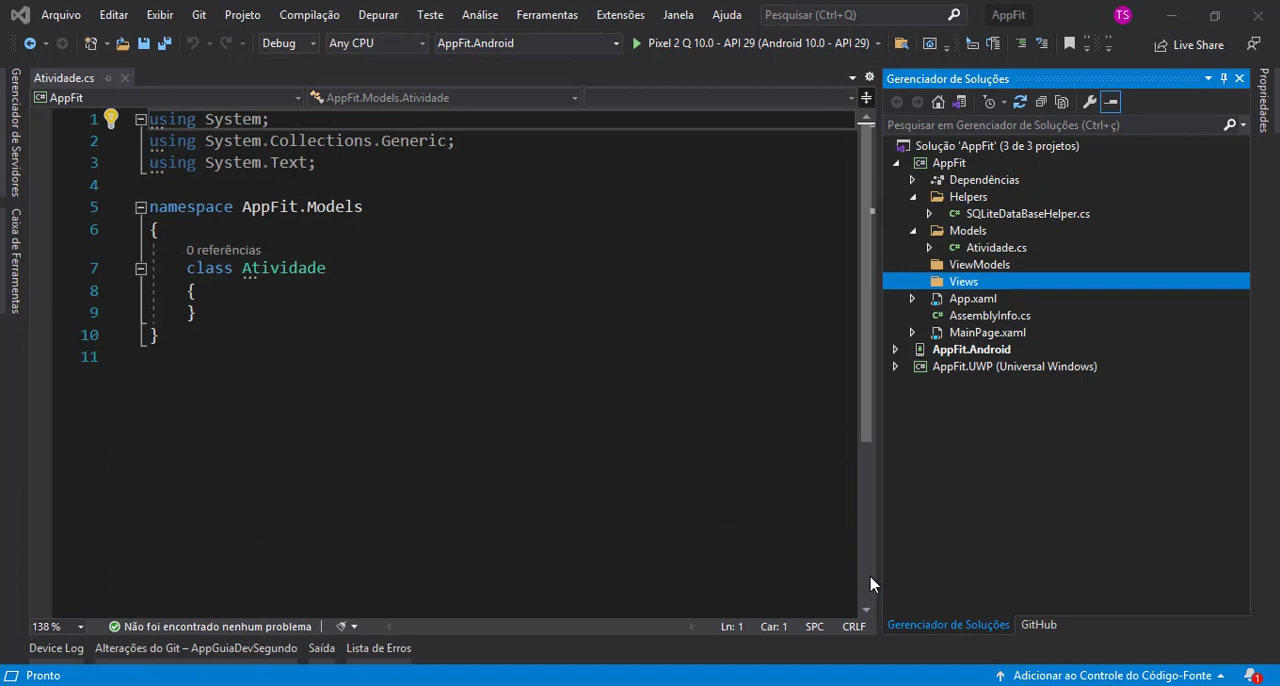 Arquivo Editar Exibir Git Projeto Compilação Depurar Teste Análise Ferramentas Extensões Janela Ajuda Pesquisar (Ctrl+Q) AppFit TS
Debug Any CPU AppFit.Android Pixel 2 Q 10.0 - API 29 (Android 10.0 - API 29) Live Share
Gerenciador de Servidores
Caixa de Ferramentas
Atividade.cs
AppFit AppFit.Models.Atividade
1 using System;
2 using System.Collections.Generic;
3 using System.Text;
4
5 namespace AppFit.Models
6 {
0 referências
7 class Atividade
8 {
9 }
10 }
11
138 % Não foi encontrado nenhum problema Ln: 1 Car: 1 SPC CRLF
Gerenciador de Soluções
Pesquisar em Gerenciador de Soluções (Ctrl+ç)
Solução 'AppFit' (3 de 3 projetos)
AppFit
Dependências
Helpers
SQLiteDataBaseHelper.cs
Models
Atividade.cs
ViewModels
Views
App.xaml
AssemblyInfo.cs
MainPage.xaml
AppFit.Android
AppFit.UWP (Universal Windows)
Gerenciador de Soluções GitHub
Propriedades
Device Log Alterações do Git – AppGuiaDevSegundo Saída Lista de Erros
Pronto Adicionar ao Controle do Código-Fonte 1